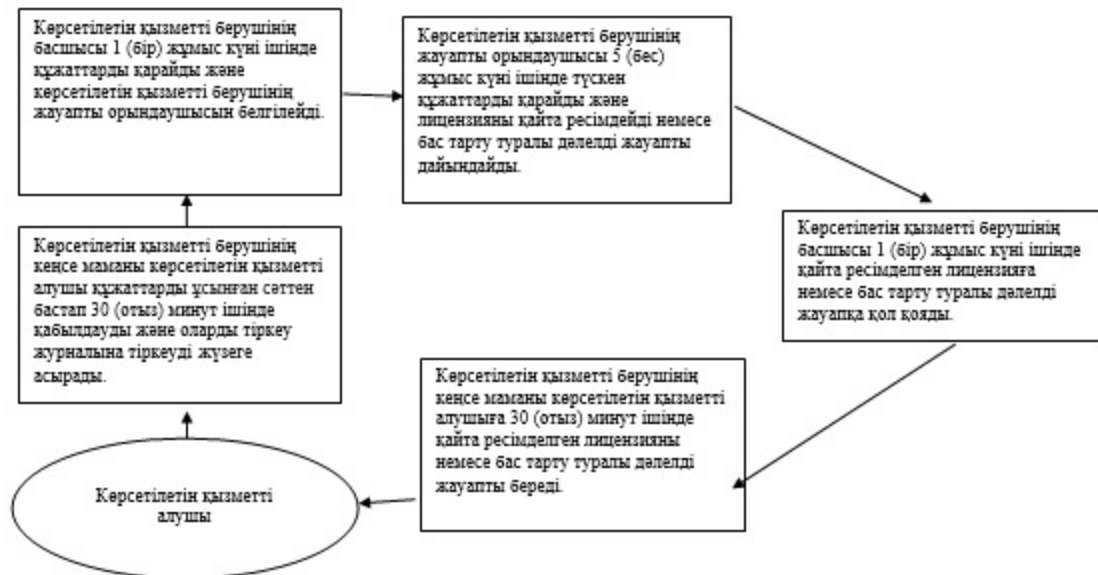 Көрсетілетін қызметті берушінің
басшысы 1 (бір) жұмыс күні ішінде
құжаттарды қарайды және
көрсетілетін қызметті берушінің
жауапты орындаушысын белгілейді.
Көрсетілетін қызметті берушінің
жауапты орындаушысы 5 (бес)
жұмыс күні ішінде түскен
құжаттарды қарайды және
лицензияны қайта ресімдейді немесе
бас тарту туралы дәлелді жауапты
дайындайды.
Көрсетілетін қызметті берушінің
басшысы 1 (бір) жұмыс күні ішінде
қайта ресімделген лицензияға
немесе бас тарту туралы дәлелді
жауапқа қол қояды.
Көрсетілетін қызметті берушінің
кеңсе маманы көрсетілетін қызметті
алушы құжаттарды ұсынған сәттен
бастап 30 (отыз) минут ішінде
қабылдауды және оларды тіркеу
журналына тіркеуді жүзеге
асырады.
Көрсетілетін қызметті берушінің
кеңсе маманы көрсетілетін қызметті
алушыға 30 (отыз) минут ішінде
қайта ресімделген лицензияны
немесе бас тарту туралы дәлелді
жауапты береді.
Көрсетілетін қызметті
алушы